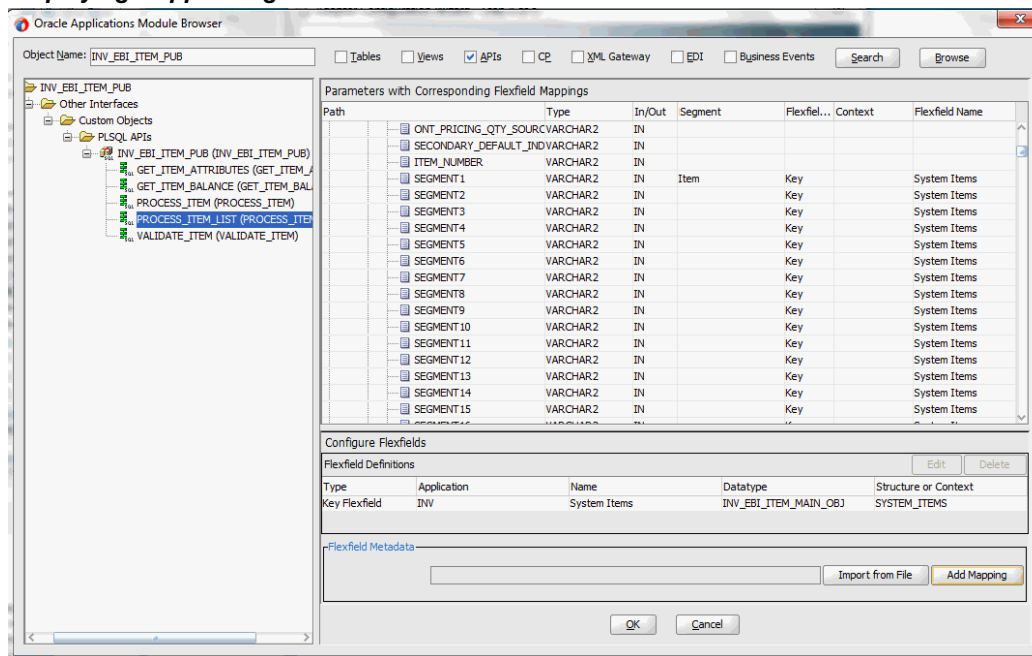 Oracle Applications Module Browser
Object Name: INV_EBI_ITEM_PUB Tables Views APIs CP XML Gateway EDI Business Events Search Browse
INV_EBI_ITEM_PUB
Other Interfaces
Custom Objects
PLSQL APIs
INV_EBI_ITEM_PUB (INV_EBI_ITEM_PUB)
GET_ITEM_ATTRIBUTES (GET_ITEM_A
GET_ITEM_BALANCE (GET_ITEM_BAL
PROCESS_ITEM (PROCESS_ITEM)
PROCESS_ITEM_LIST (PROCESS_ITEM
VALIDATE_ITEM (VALIDATE_ITEM)
Parameters with Corresponding Flexfield Mappings
Path Type In/Out Segment Flexfiel... Context Flexfield Name
ONT_PRICING_QTY_SOURC VARCHAR2 IN
SECONDARY_DEFAULT_IND VARCHAR2 IN
ITEM_NUMBER VARCHAR2 IN
SEGMENT1 VARCHAR2 IN Item Key System Items
SEGMENT2 VARCHAR2 IN Key System Items
SEGMENT3 VARCHAR2 IN Key System Items
SEGMENT4 VARCHAR2 IN Key System Items
SEGMENT5 VARCHAR2 IN Key System Items
SEGMENT6 VARCHAR2 IN Key System Items
SEGMENT7 VARCHAR2 IN Key System Items
SEGMENT8 VARCHAR2 IN Key System Items
SEGMENT9 VARCHAR2 IN Key System Items
SEGMENT10 VARCHAR2 IN Key System Items
SEGMENT11 VARCHAR2 IN Key System Items
SEGMENT12 VARCHAR2 IN Key System Items
SEGMENT13 VARCHAR2 IN Key System Items
SEGMENT14 VARCHAR2 IN Key System Items
SEGMENT15 VARCHAR2 IN Key System Items
Configure Flexfields
Flexfield Definitions Edit Delete
Type Application Name Datatype Structure or Context
Key Flexfield INV System Items INV_EBI_ITEM_MAIN_OBJ SYSTEM_ITEMS
Flexfield Metadata
Import from File Add Mapping
OK Cancel